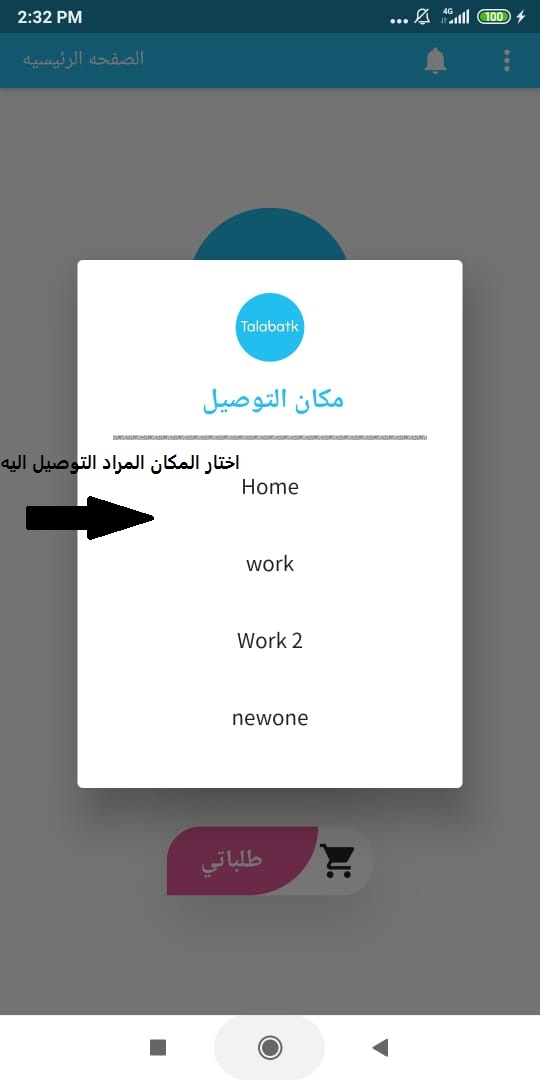 2:32 PM
4G
100
الصفحه الرئيسيه
Talabatk
مكان التوصيل
اختار المكان المراد التوصيل اليه
Home
work
Work 2
newone
طلباتي